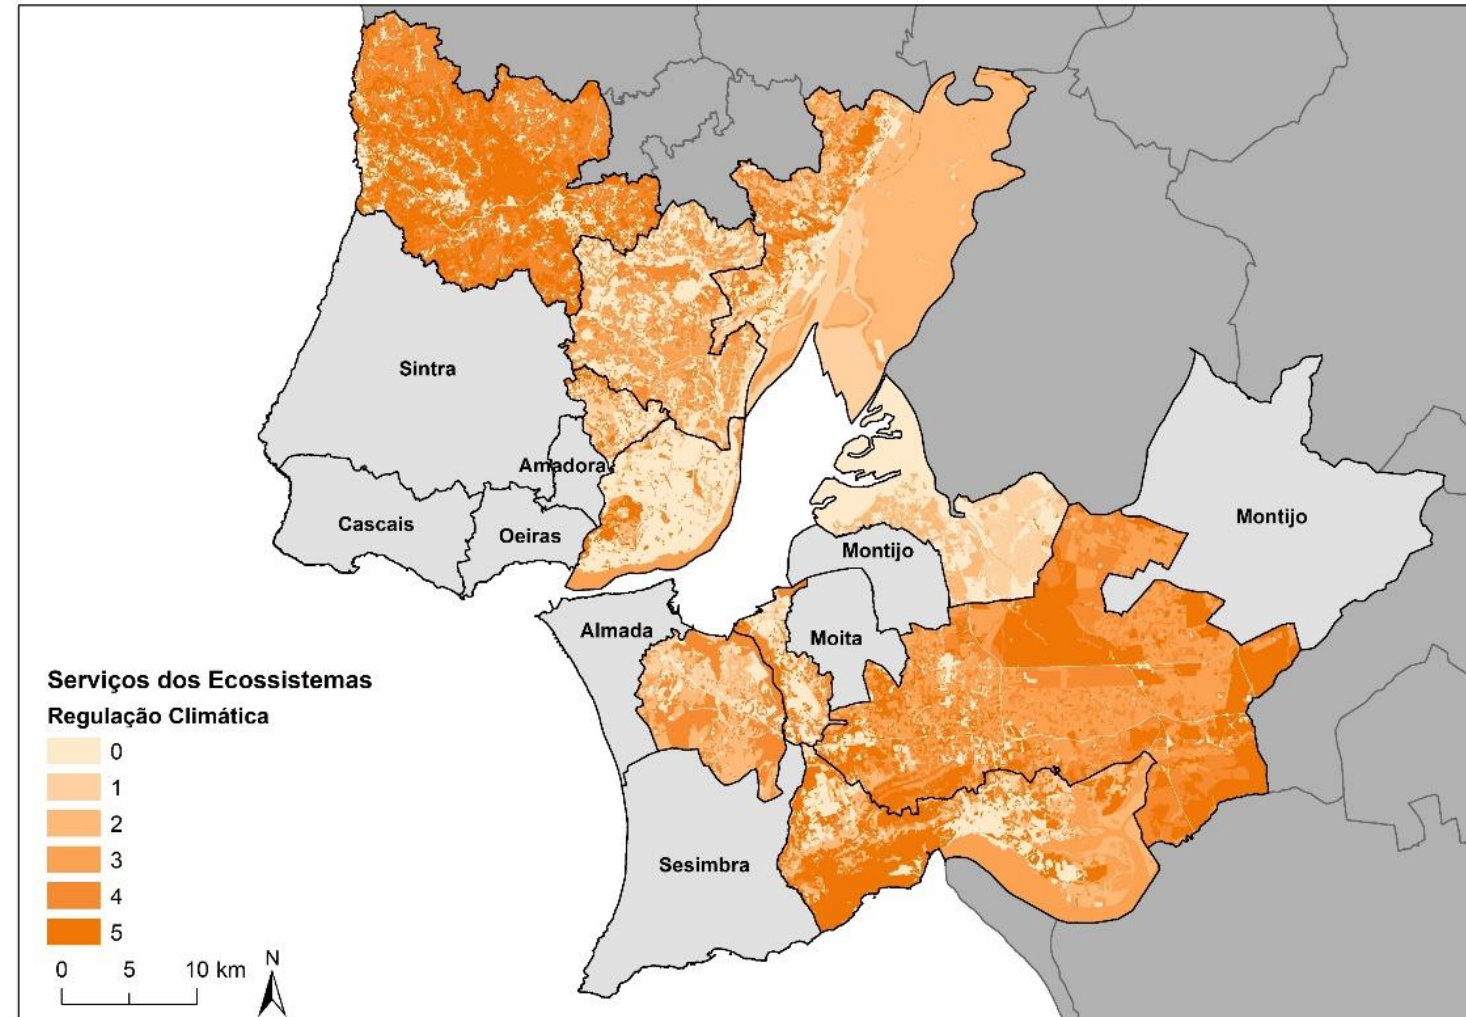 Sintra
Amadora
Cascais
Oeiras
Montijo
Montijo
Almada
Moita
Sesimbra
Serviços dos Ecossistemas
Regulação Climática
0
1
2
3
4
5
0 5 10 km
N